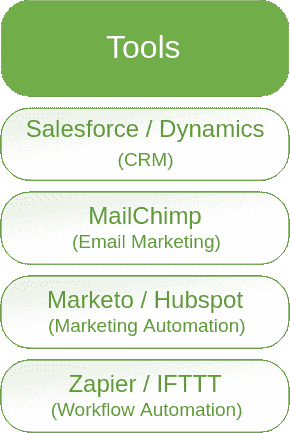 Tools
Salesforce / Dynamics
(CRM)
MailChimp
(Email Marketing)
Marketo / Hubspot
(Marketing Automation)
Zapier / IFTTT
(Workflow Automation)